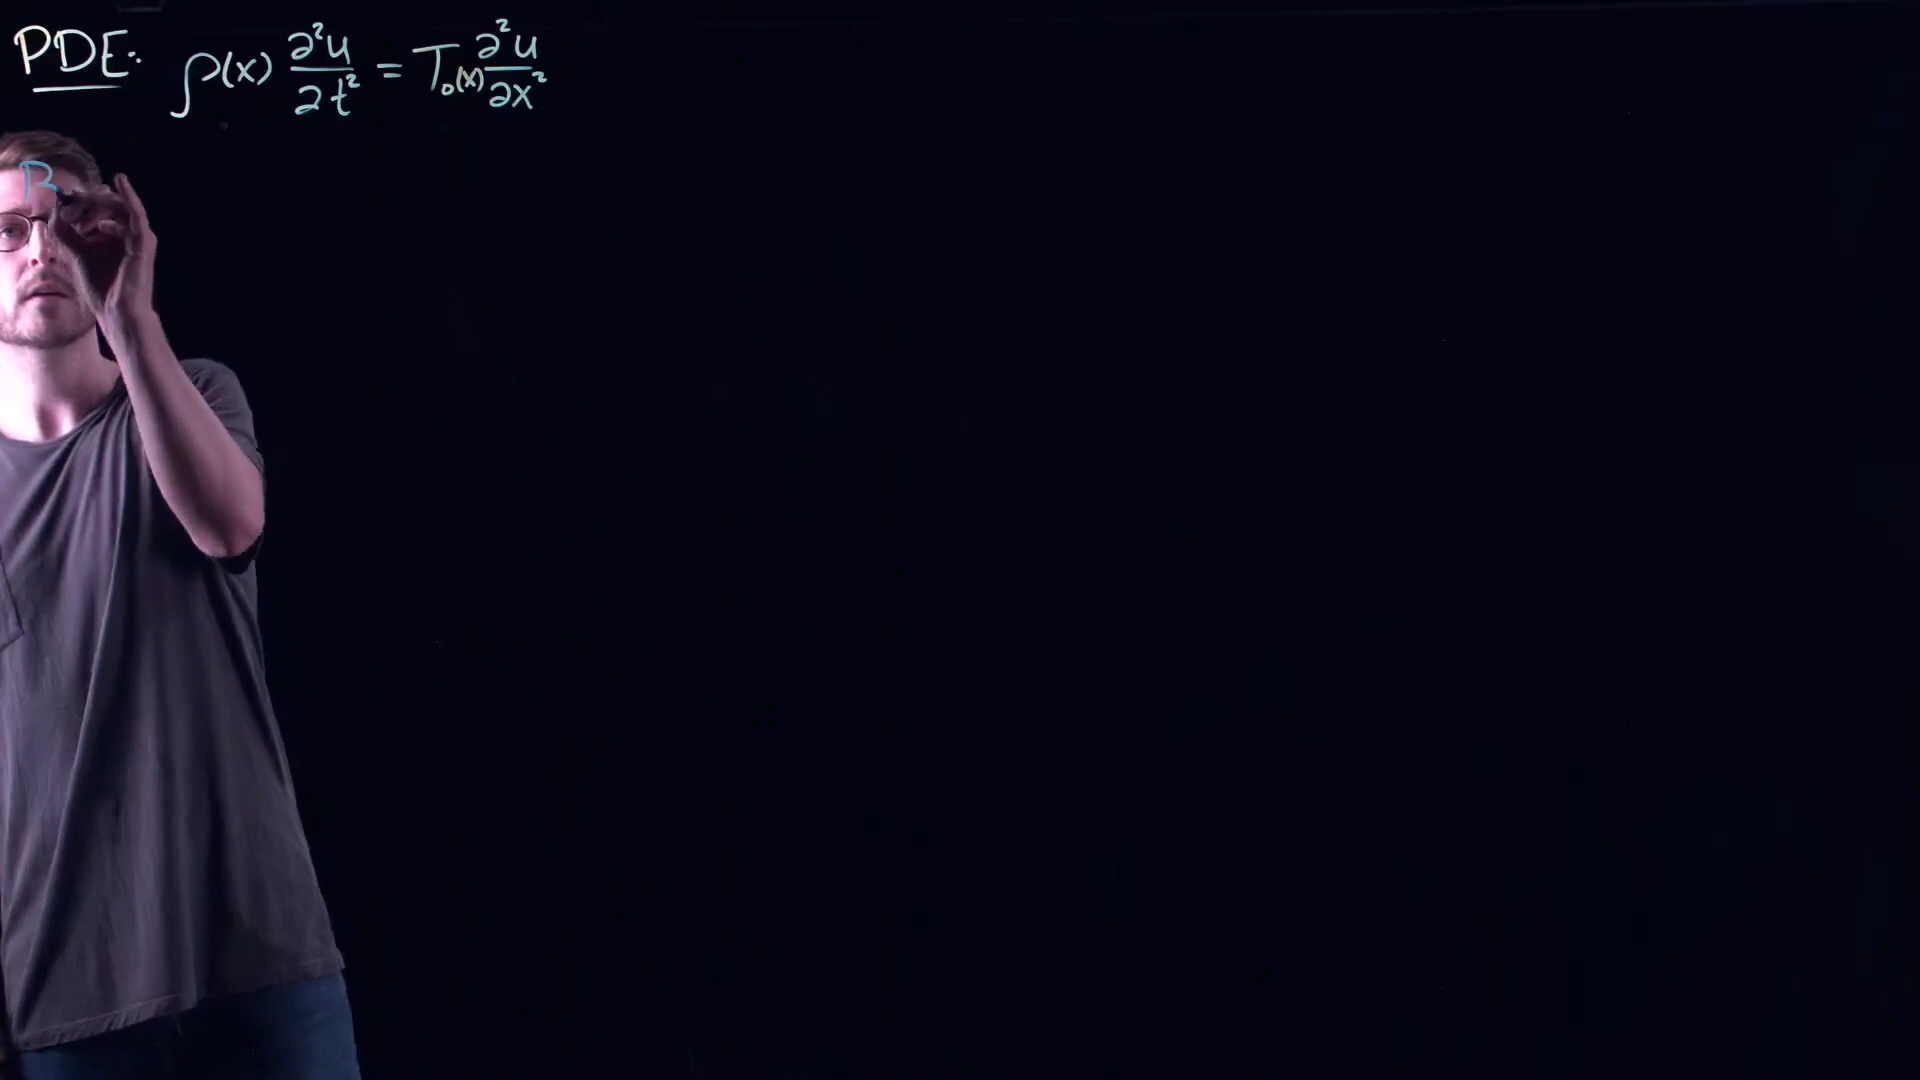 PDE: ρ(x) ∂²u/∂t² = T₀(x) ∂²u/∂x²
B